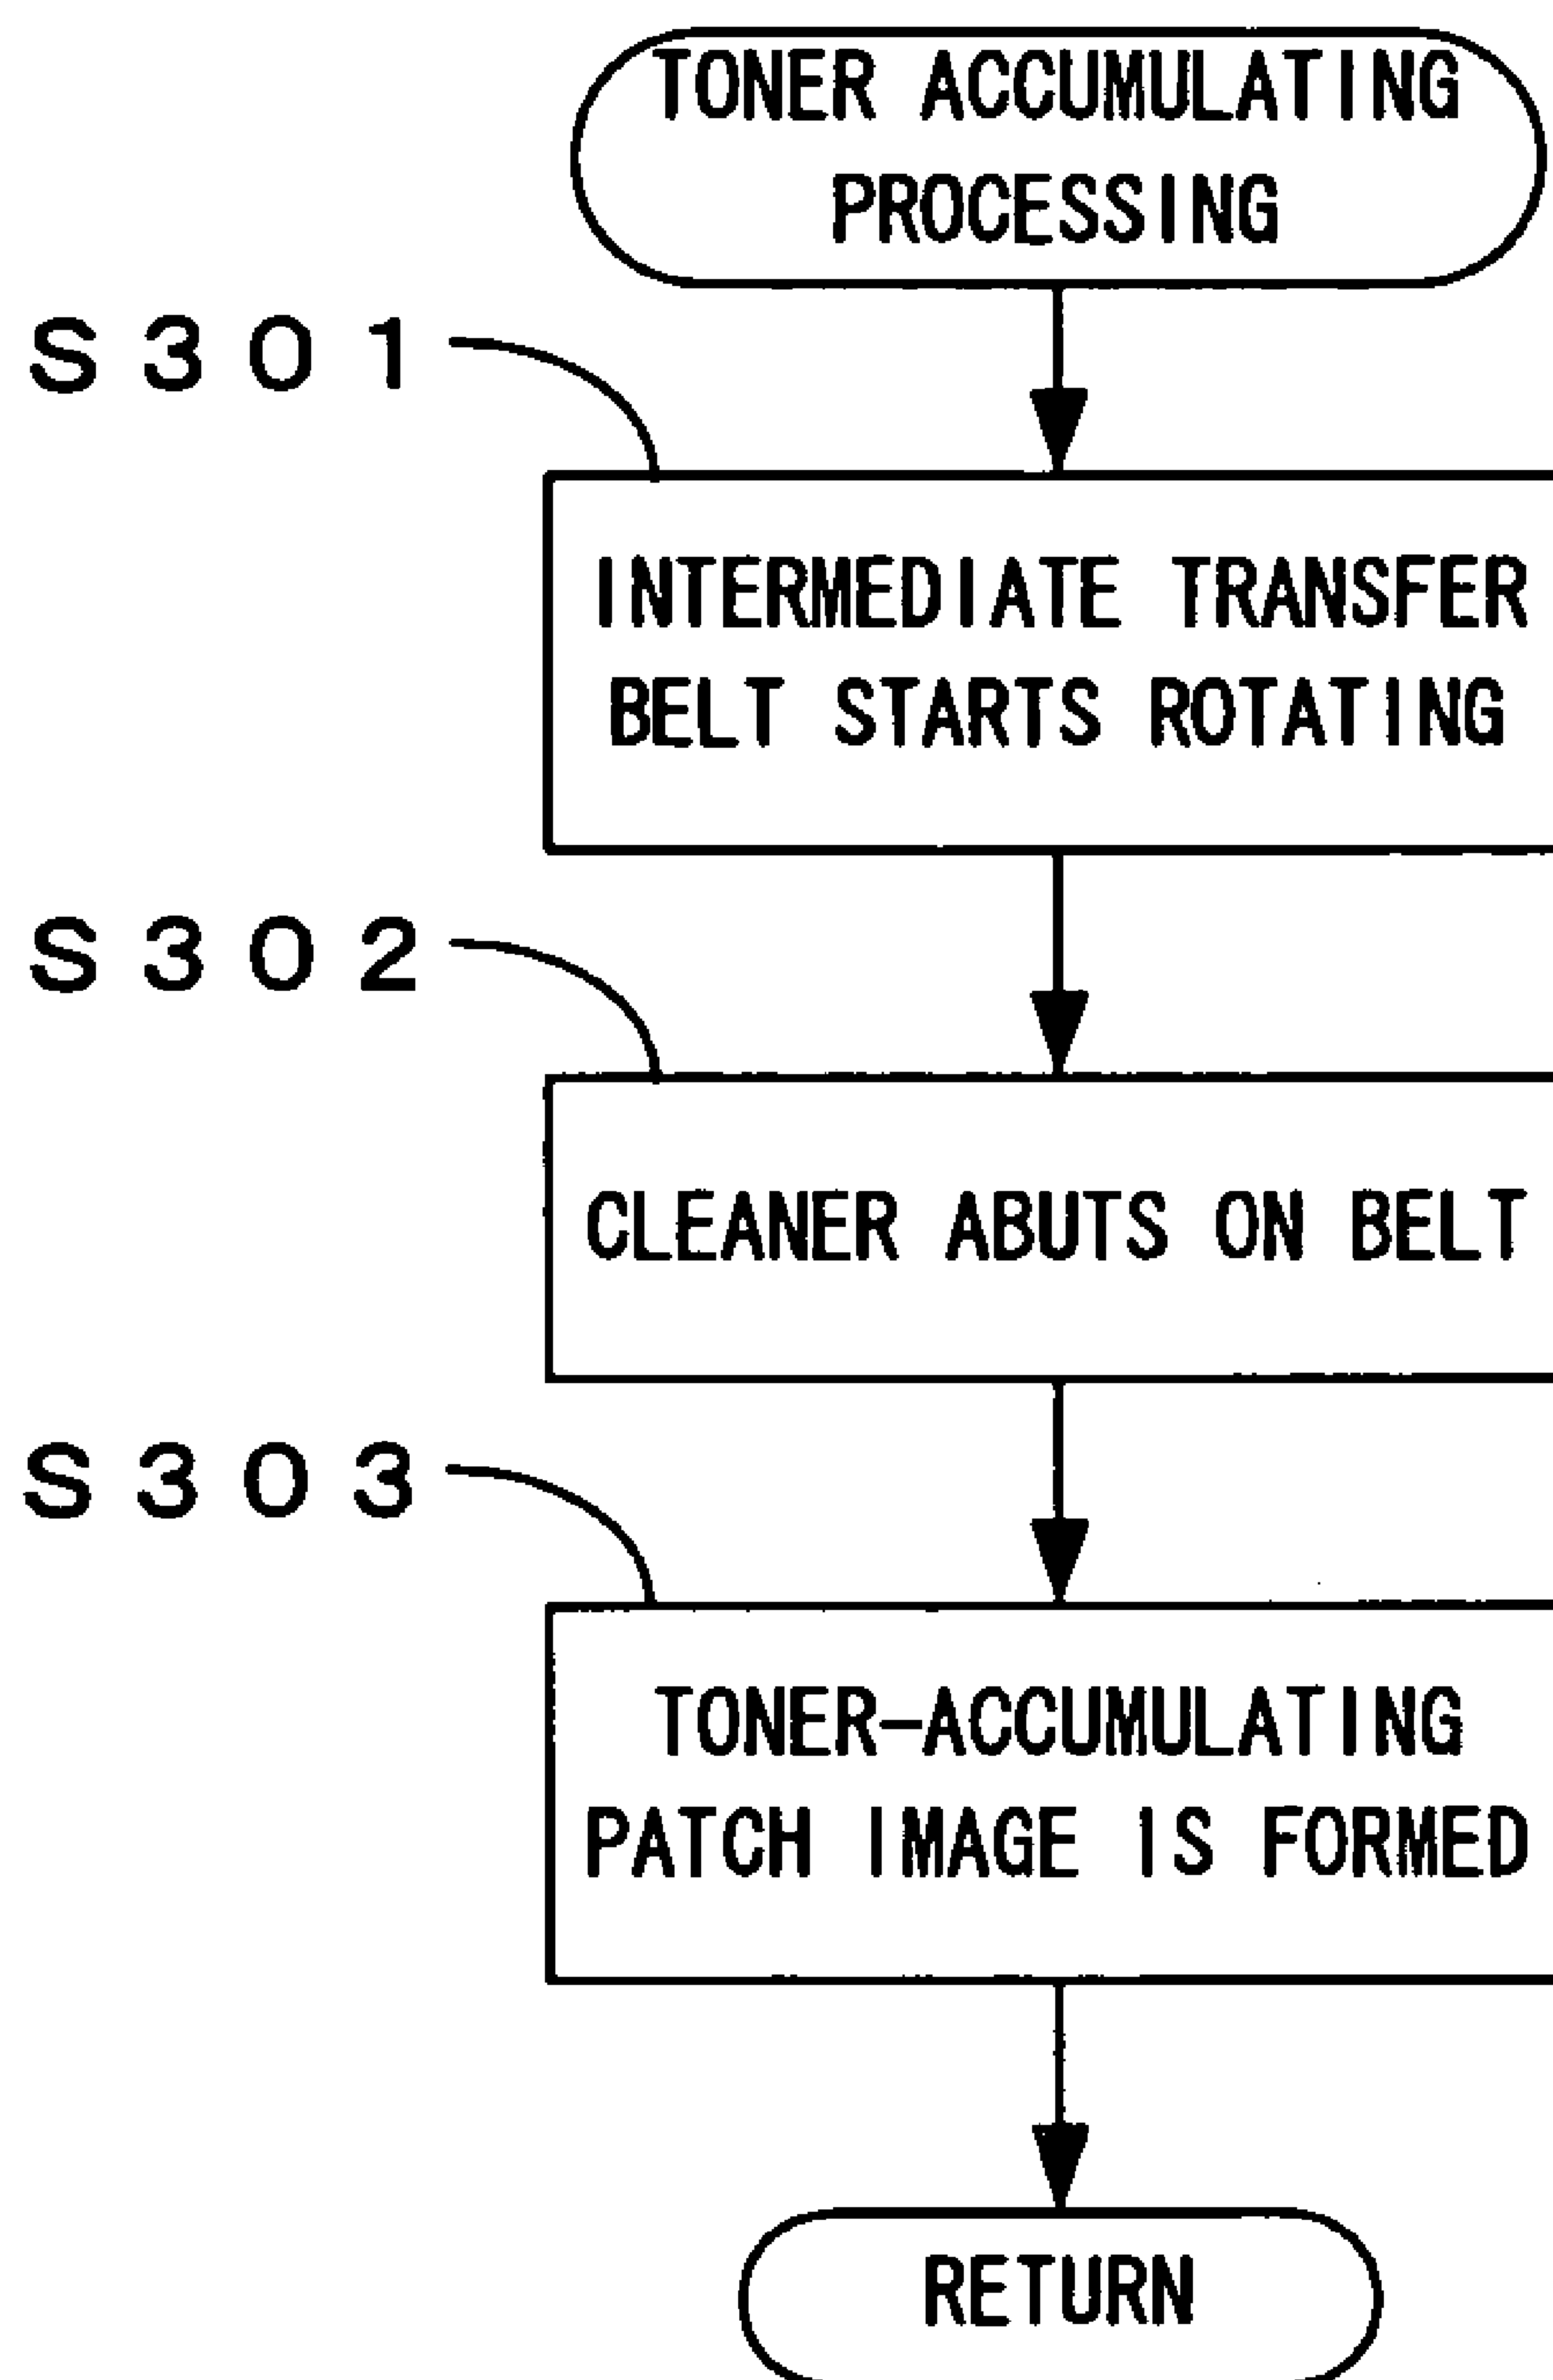 TONER ACCUMULATING
PROCESSING
S301
INTERMEDIATE TRANSFER
BELT STARTS ROTATING
S302
CLEANER ABUTS ON BELT
S303
TONER-ACCUMULATING
PATCH IMAGE IS FORMED
RETURN